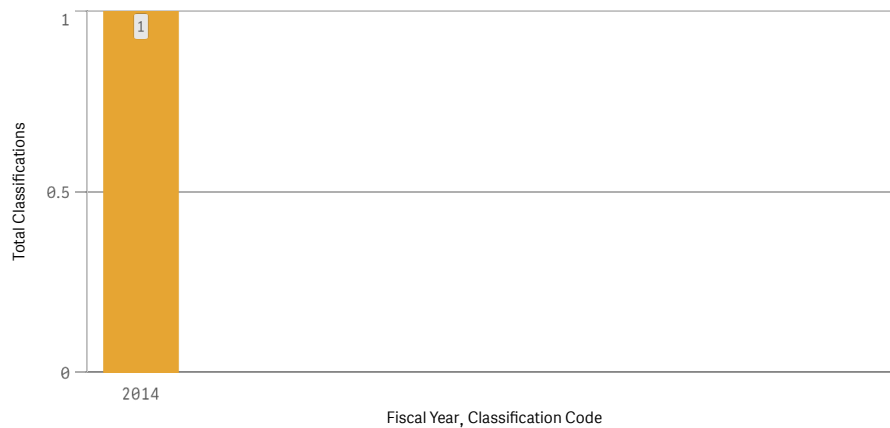 1
1
0.5
0
Total Classifications
2014
Fiscal Year, Classification Code